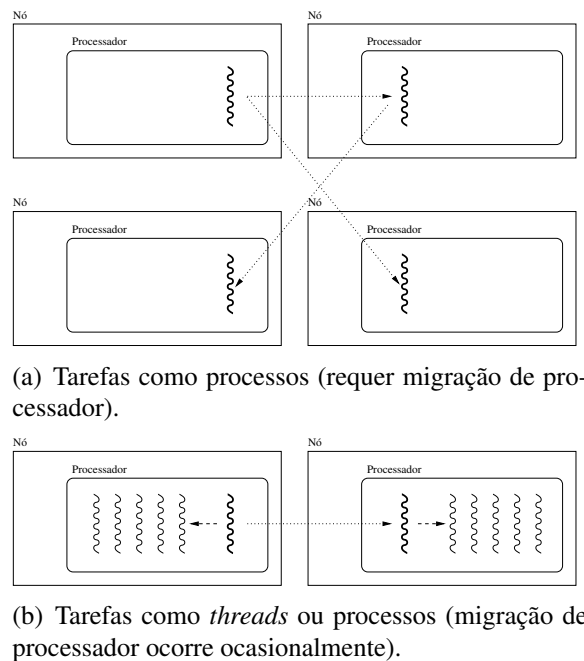 Nó
Nó
Processador
Processador
Nó
Nó
Processador
Processador
(a) Tarefas como processos (requer migração de pro-
cessador).
Nó
Nó
Processador
Processador
(b) Tarefas como threads ou processos (migração de
processador ocorre ocasionalmente).